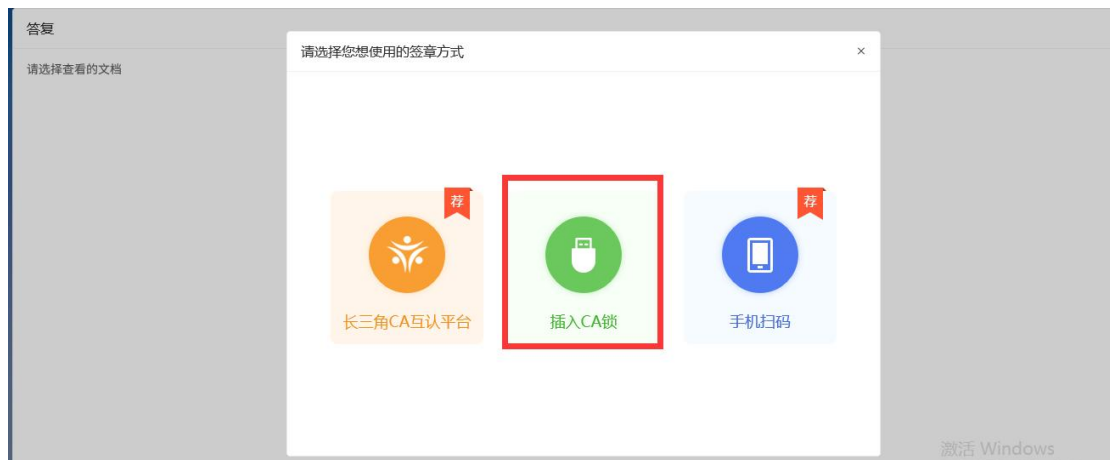 答复
请选择您想使用的签章方式
×
请选择查看的文档
荐
荐
长三角CA互认平台
插入CA锁
手机扫码
激活 Windows